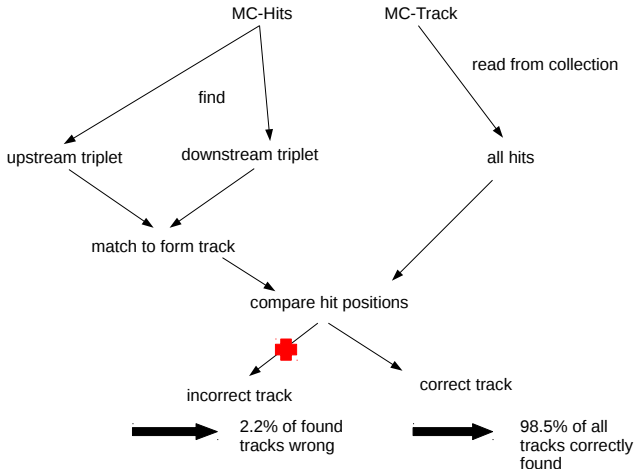 MC-Hits
MC-Track
read from collection
find
upstream triplet
downstream triplet
all hits
match to form track
compare hit positions
incorrect track
correct track
2.2% of found
tracks wrong
98.5% of all
tracks correctly
found